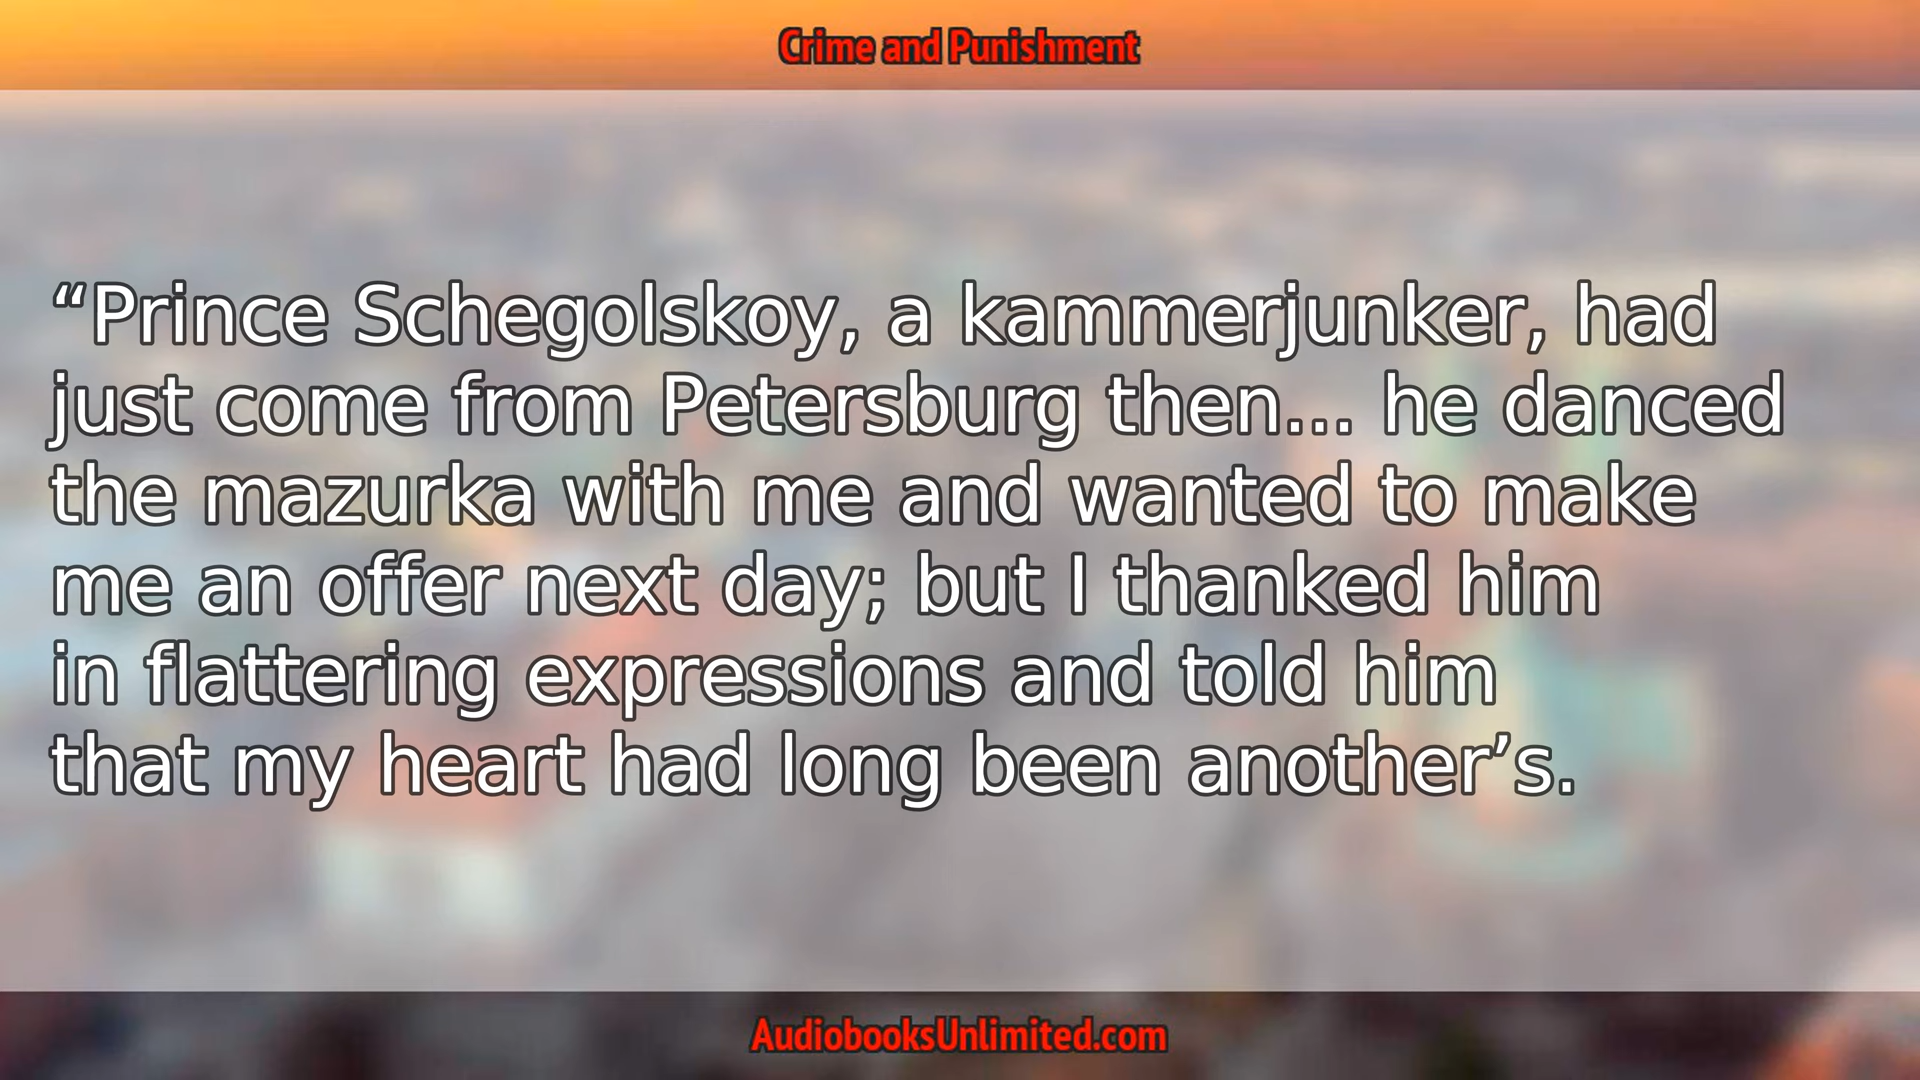 Crime and Punishment
“Prince Schegolskoy, a kammerjunker, had
just come from Petersburg then... he danced
the mazurka with me and wanted to make
me an offer next day; but I thanked him
in flattering expressions and told him
that my heart had long been another’s.
AudiobooksUnlimited.com